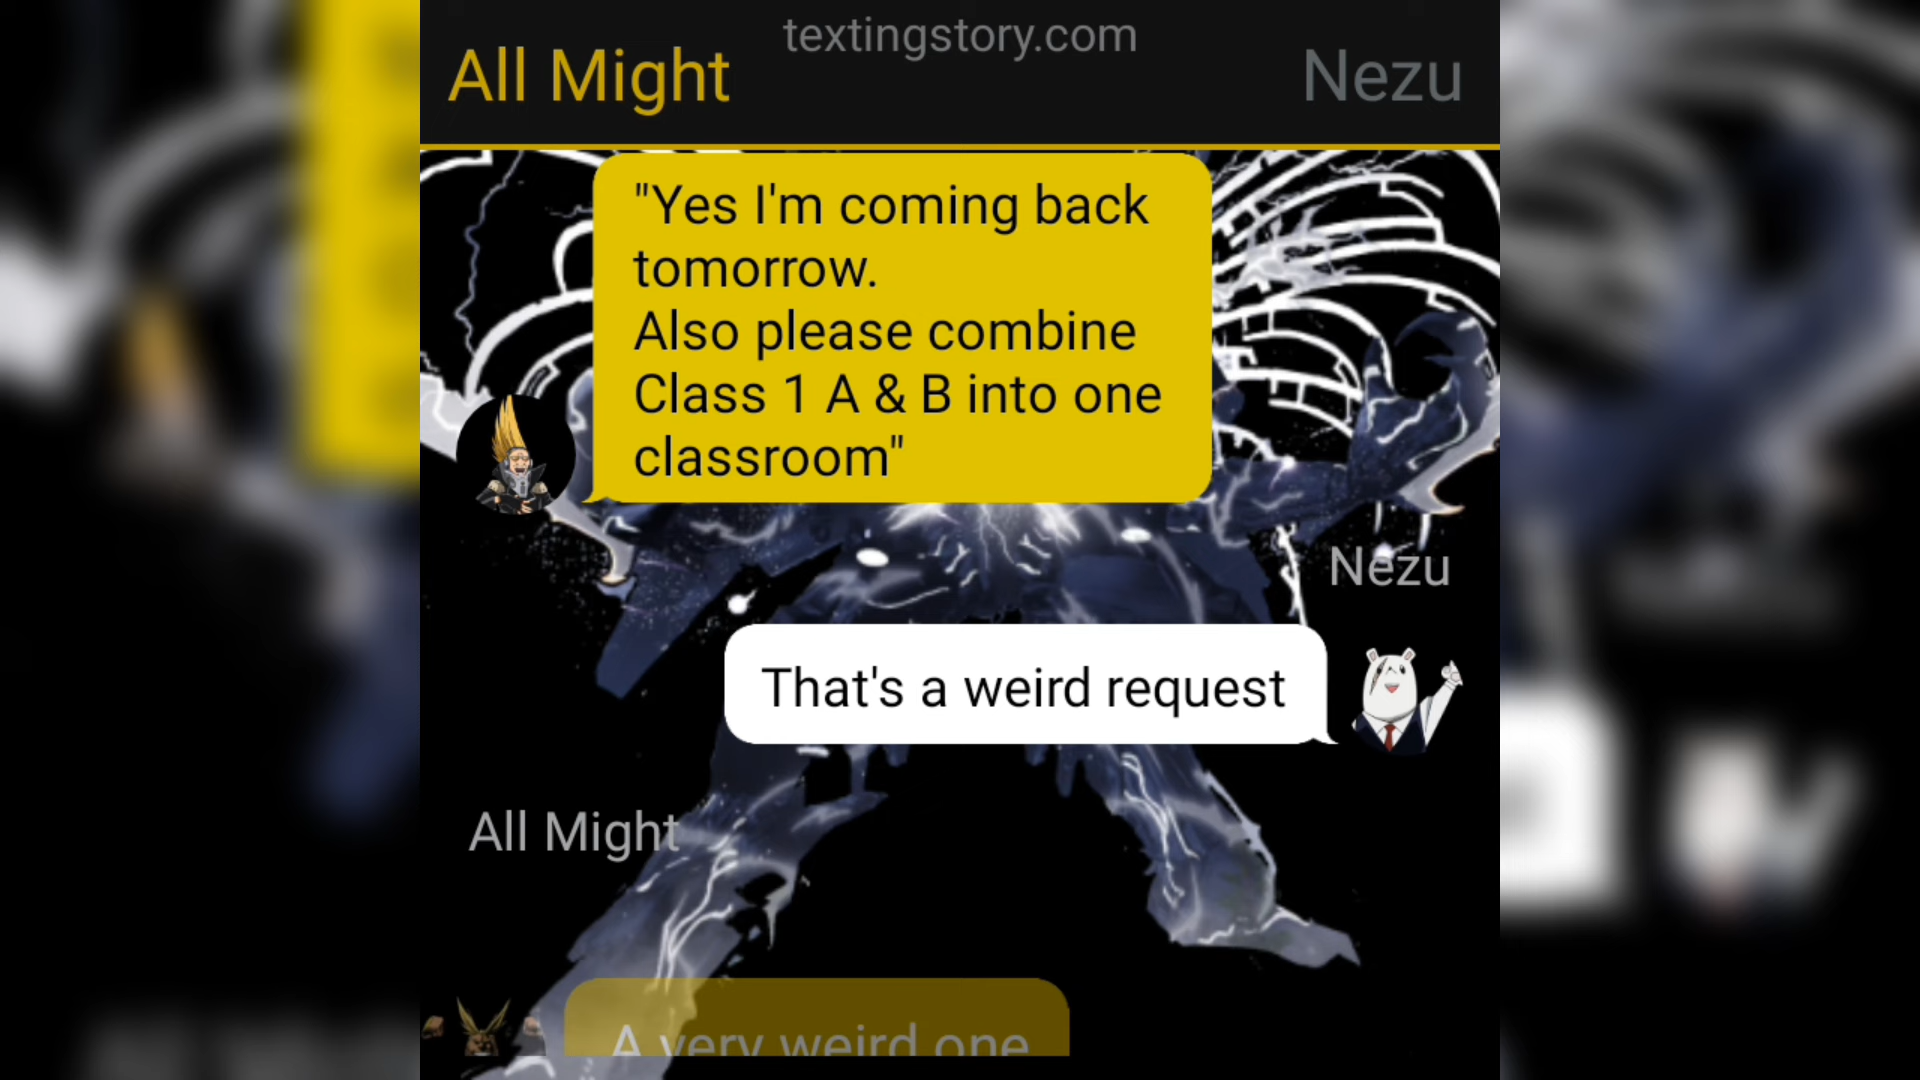 textingstory.com
All Might
Nezu
"Yes I'm coming back
tomorrow.
Also please combine
Class 1 A & B into one
classroom"
Nezu
That's a weird request
All Might
A very weird one